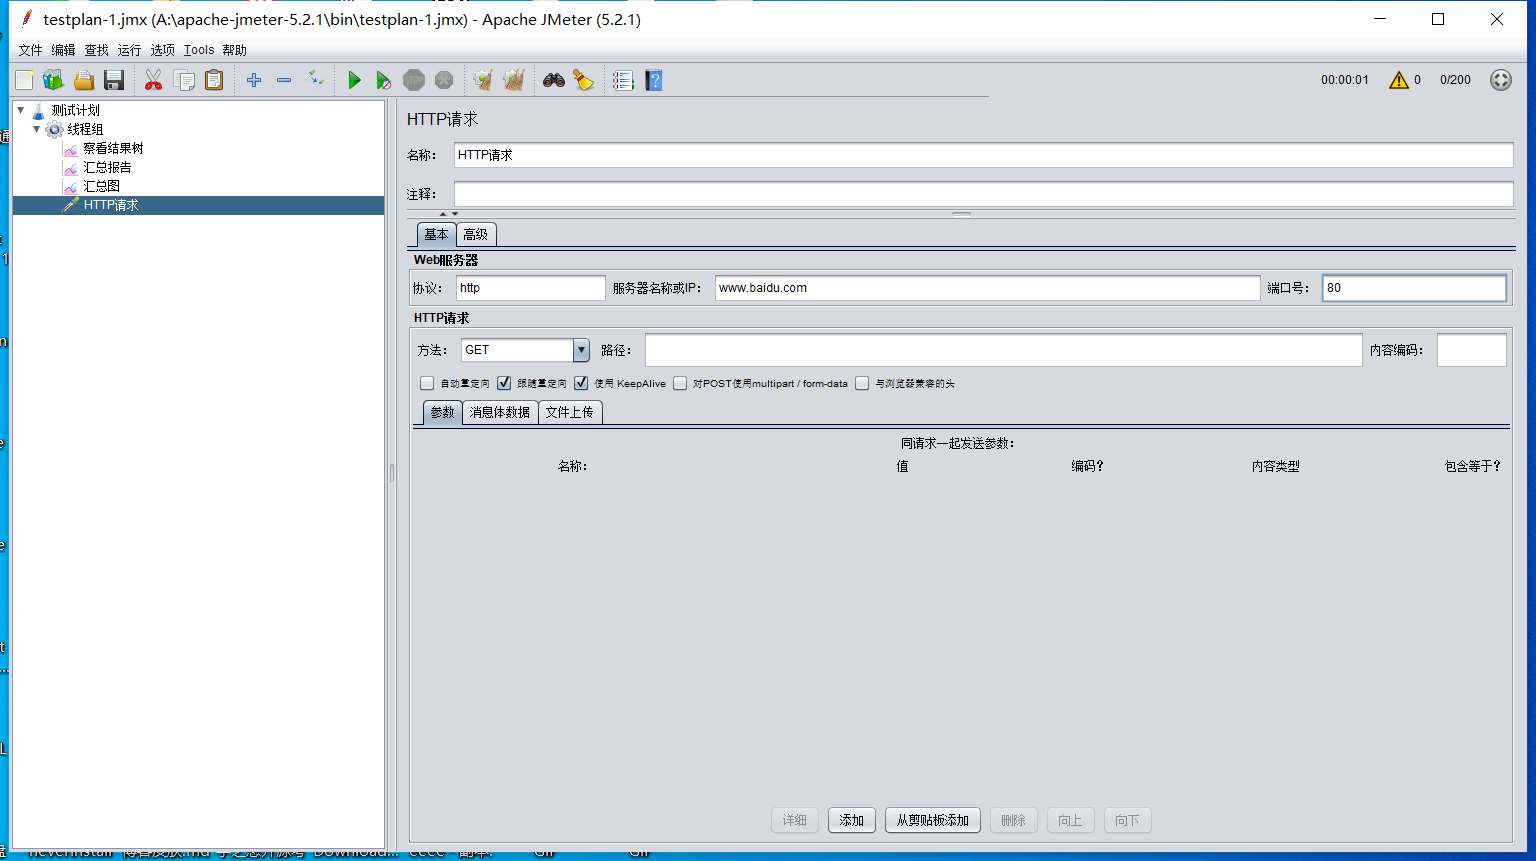 testplan-1.jmx (A:\apache-jmeter-5.2.1\bin\testplan-1.jmx) - Apache JMeter (5.2.1)
文件 编辑 查找 运行 选项 Tools 帮助
00:00:01 0 0/200
测试计划
线程组
察看结果树
汇总报告
汇总图
HTTP请求
HTTP请求
名称： HTTP请求
注释：
基本 高级
Web服务器
协议： http 服务器名称或IP： www.baidu.com 端口号： 80
HTTP请求
方法： GET 路径： 内容编码：
自动重定向 跟随重定向 使用 KeepAlive 对POST使用multipart / form-data 与浏览器兼容的头
参数 消息体数据 文件上传
同请求一起发送参数：
名称： 值 编码？ 内容类型 包含等于？
详细 添加 从剪贴板添加 删除 向上 向下